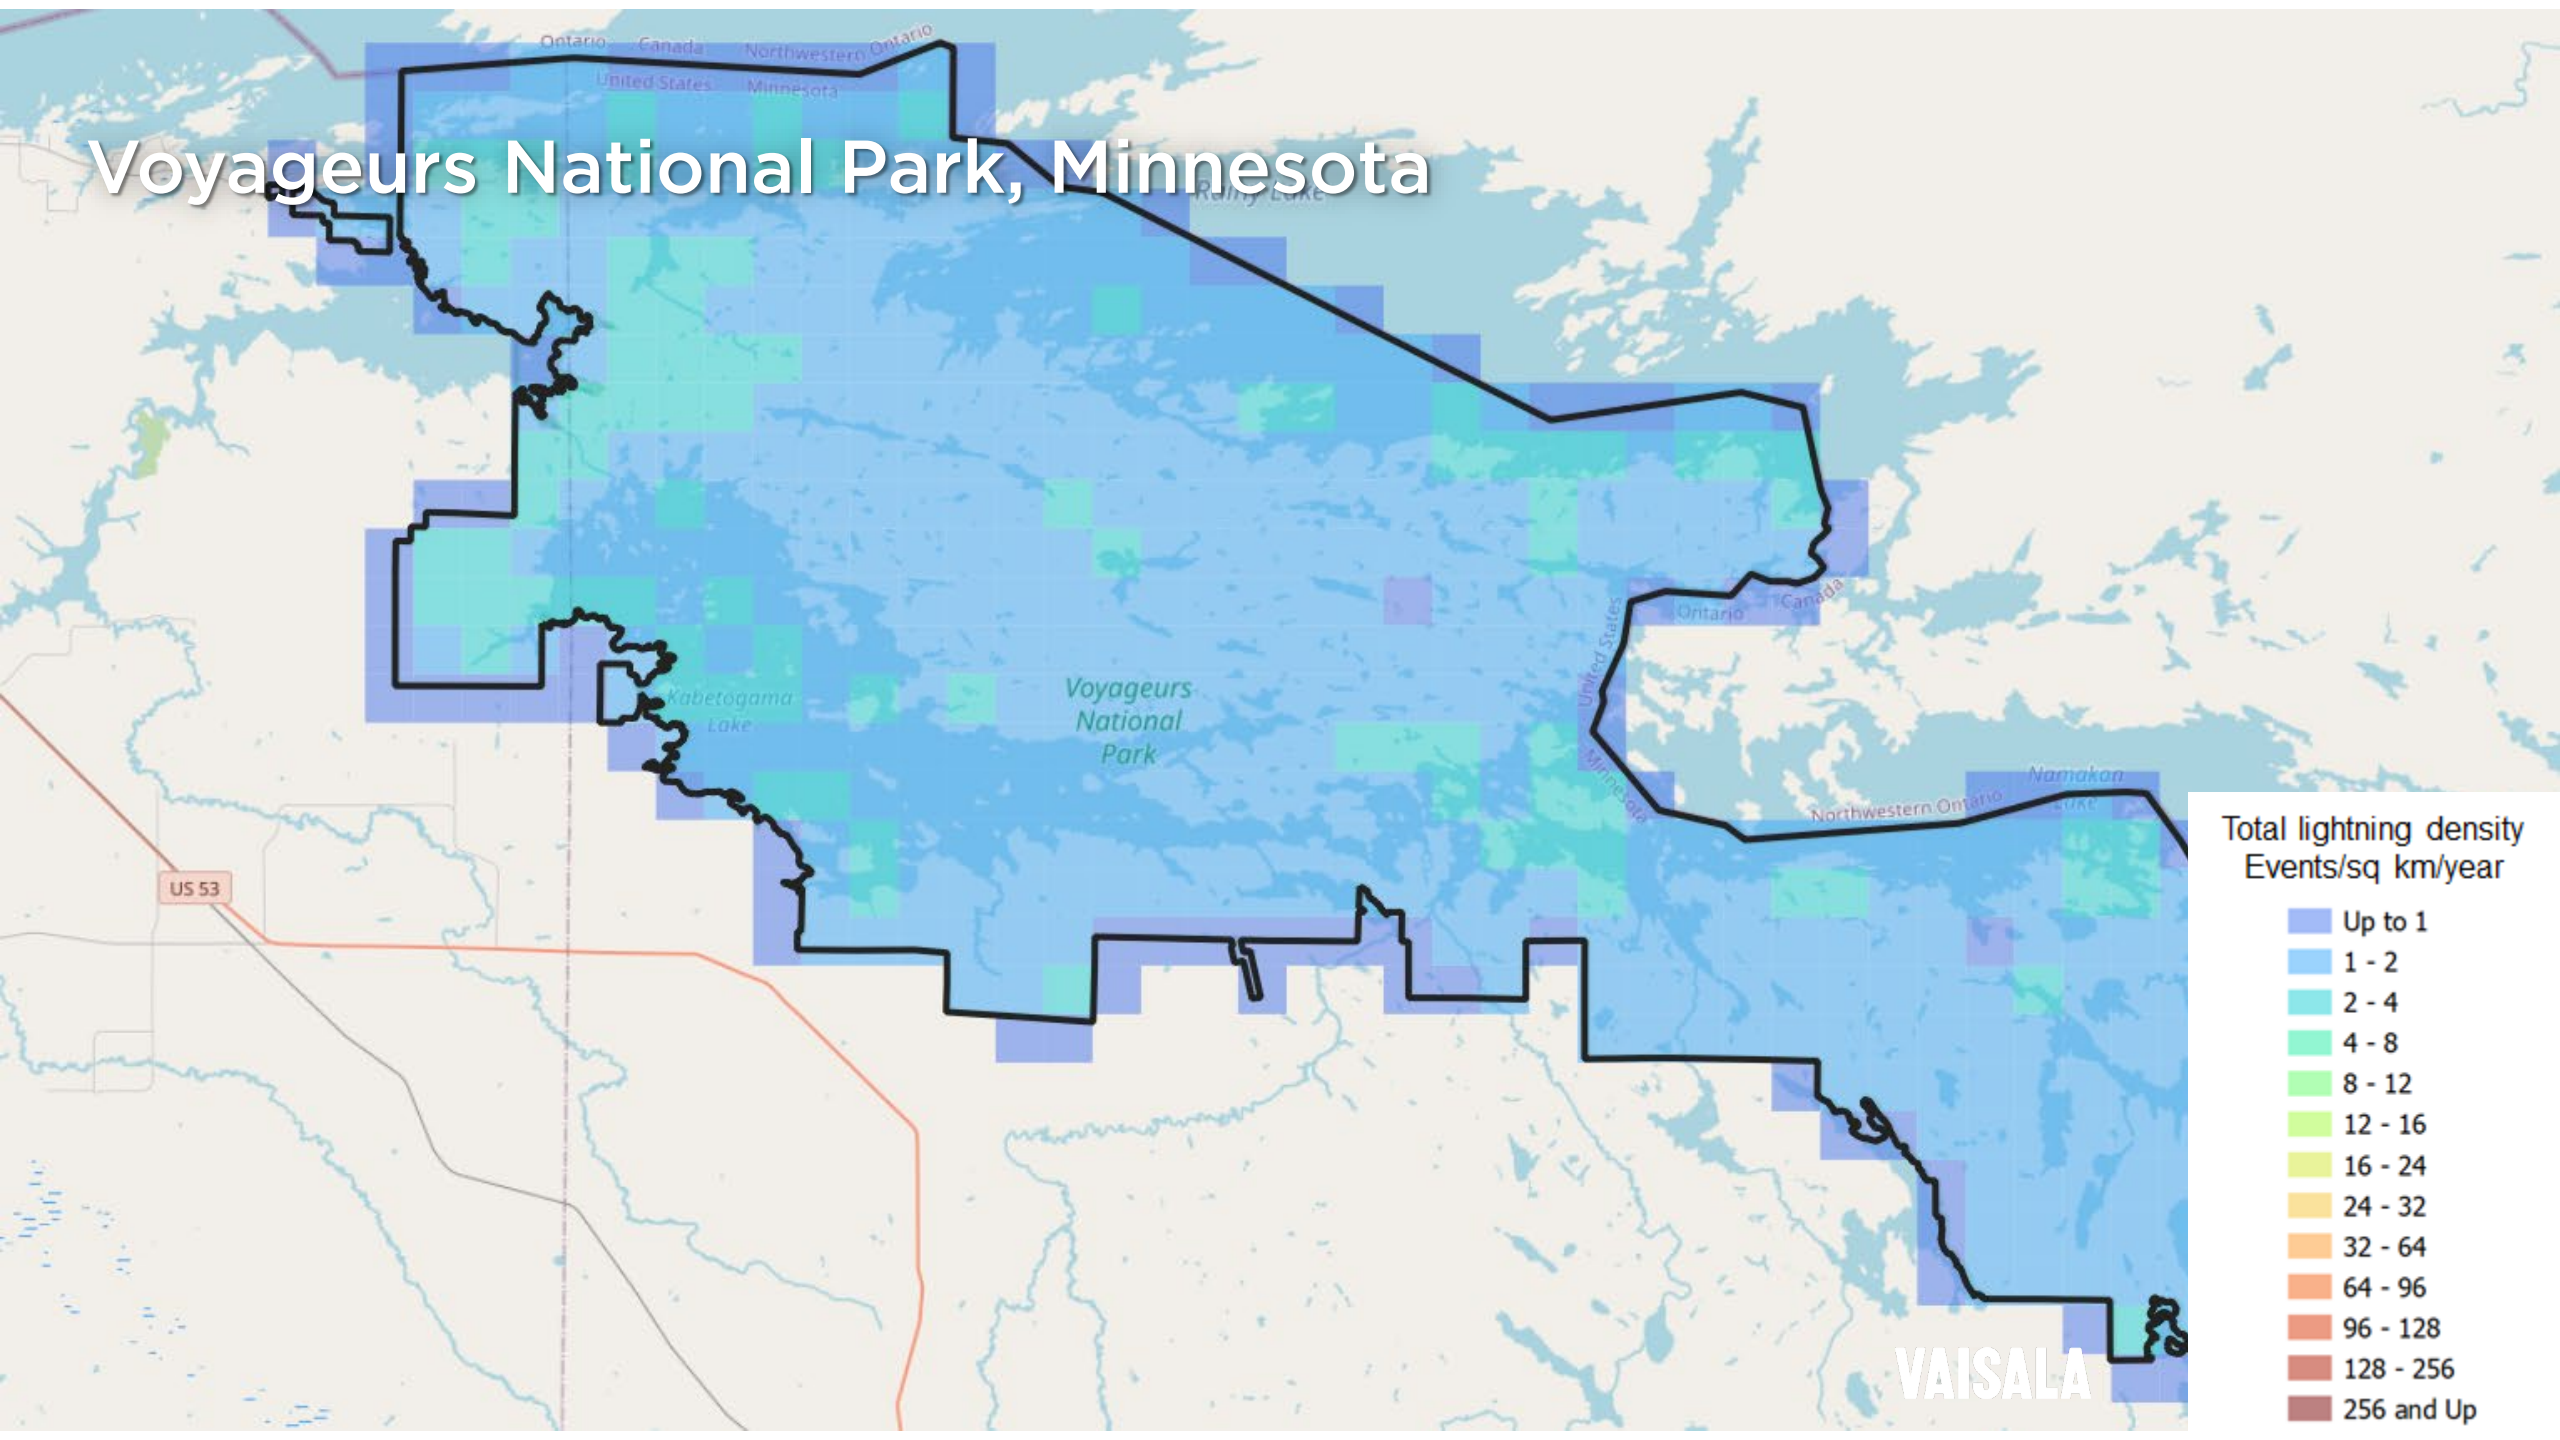 Ontario Canada Northwestern Ontario
United States Minnesota
Voyageurs National Park, Minnesota
Rainy Lake
Ontario Canada
United States
Kabetogama
Lake
Voyageurs
National
Park
Minnesota
Namakan
Lake
Northwestern Ontario
US 53
Total lightning density
Events/sq km/year
Up to 1
1 - 2
2 - 4
4 - 8
8 - 12
12 - 16
16 - 24
24 - 32
32 - 64
64 - 96
96 - 128
128 - 256
256 and Up
VAISALA